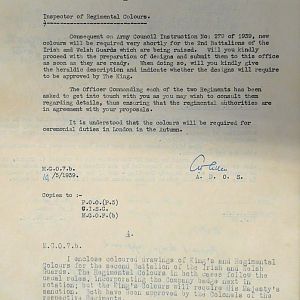 Inspector of Regimental Colours.
Consequent on Army Council Instruction No: 272 of 1939, new
colours will be required very shortly for the 2nd Battalions of the
Irish and Welsh Guards which are being raised. Will you kindly
proceed with the preparation of designs and submit them to this office
as soon as they are ready. When doing so, will you kindly give the
heraldic description and indicate whether the designs will require
to be approved by The King.
The Officer Commanding each of the two Regiments has been
asked to get into touch with you as you may wish to consult them
regarding details, thus ensuring that the regimental authorities are
in agreement with your proposals.
It is understood that the colours will be required for
ceremonial duties in London in the Autumn.
M.G.O.7.b.
/5/1939.
A. D. O. S.
Copies to :-
P.O.O.(P5)
C.I.S.C.
M.G.O.F.(b)
4.
M.G.O.7.b.
I enclose coloured drawings of King's and Regimental
Colours for the second Battalion of the Irish and Welsh
Guards. The Regimental Colours in both cases follow the
usual rules, incorporating the Company badge next in
rotation; but the King's Colours will require His Majesty's
sanction. Both have been approved by the Colonels of the
respective Regiments.